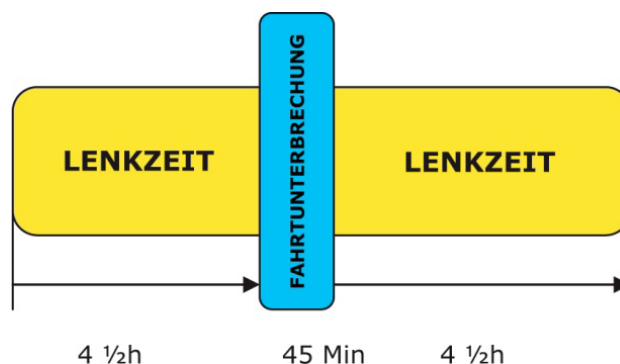 LENKZEIT
FAHRTUNTERBRECHUNG
LENKZEIT
4 ½h
45 Min
4 ½h